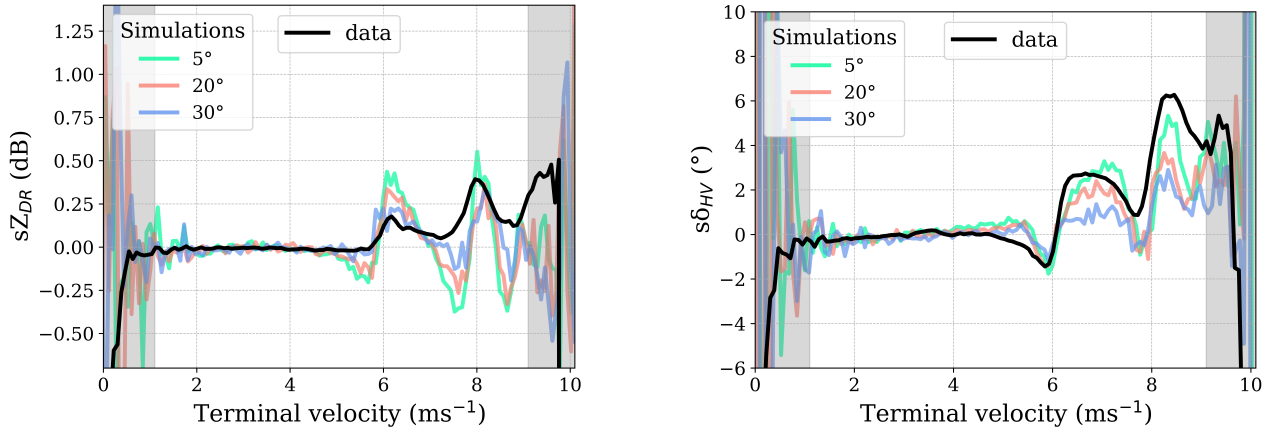 Simulations
5°
20°
30°
data
1.25
1.00
0.75
0.50
0.25
0.00
−0.25
−0.50
sZ_DR (dB)
0 2 4 6 8 10
Terminal velocity (ms⁻¹)
Simulations
5°
20°
30°
data
10
8
6
4
2
0
−2
−4
−6
sδ_HV (°)
0 2 4 6 8 10
Terminal velocity (ms⁻¹)